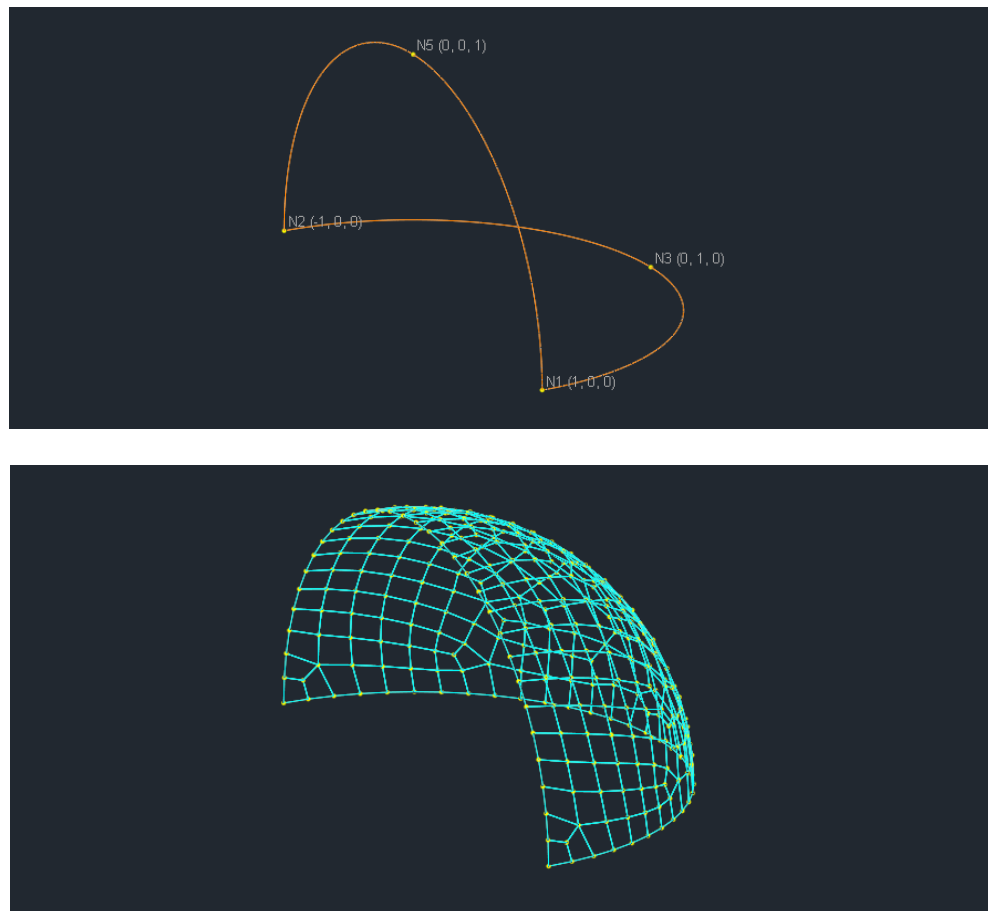 N5 (0, 0, 1)
N2 (-1, 0, 0)
N3 (0, 1, 0)
N1 (1, 0, 0)